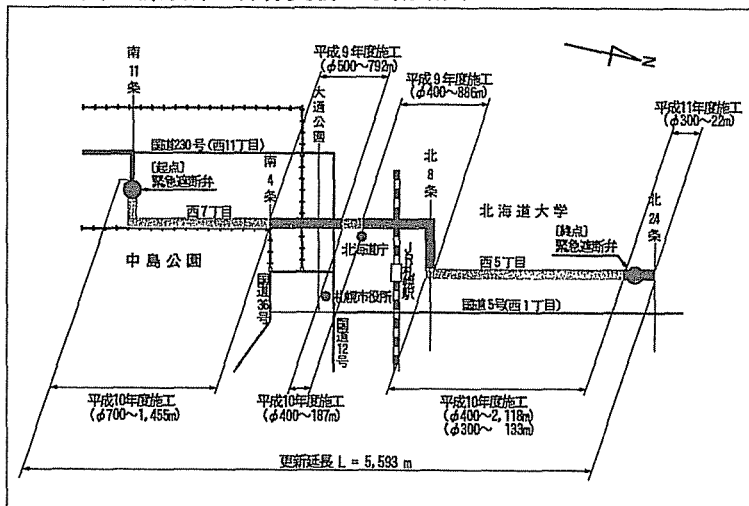 平成9年度施工
(φ500〜792m)
平成9年度施工
(φ400〜886m)
平成11年度施工
(φ300〜22m)
南11条
大通公園
国道230号(西11丁目)
[起点]
緊急遮断弁
南4条
北8条
北海道大学
北24条
西7丁目
[終点]
緊急遮断弁
中島公園
北海道庁
JR札幌駅
西5丁目
国道36号
札幌市役所
国道12号
国道5号(西1丁目)
平成10年度施工
(φ700〜1,455m)
平成10年度施工
(φ400〜187m)
平成10年度施工
(φ400〜2,118m)
(φ300〜 133m)
更新延長 L = 5,593 m
N